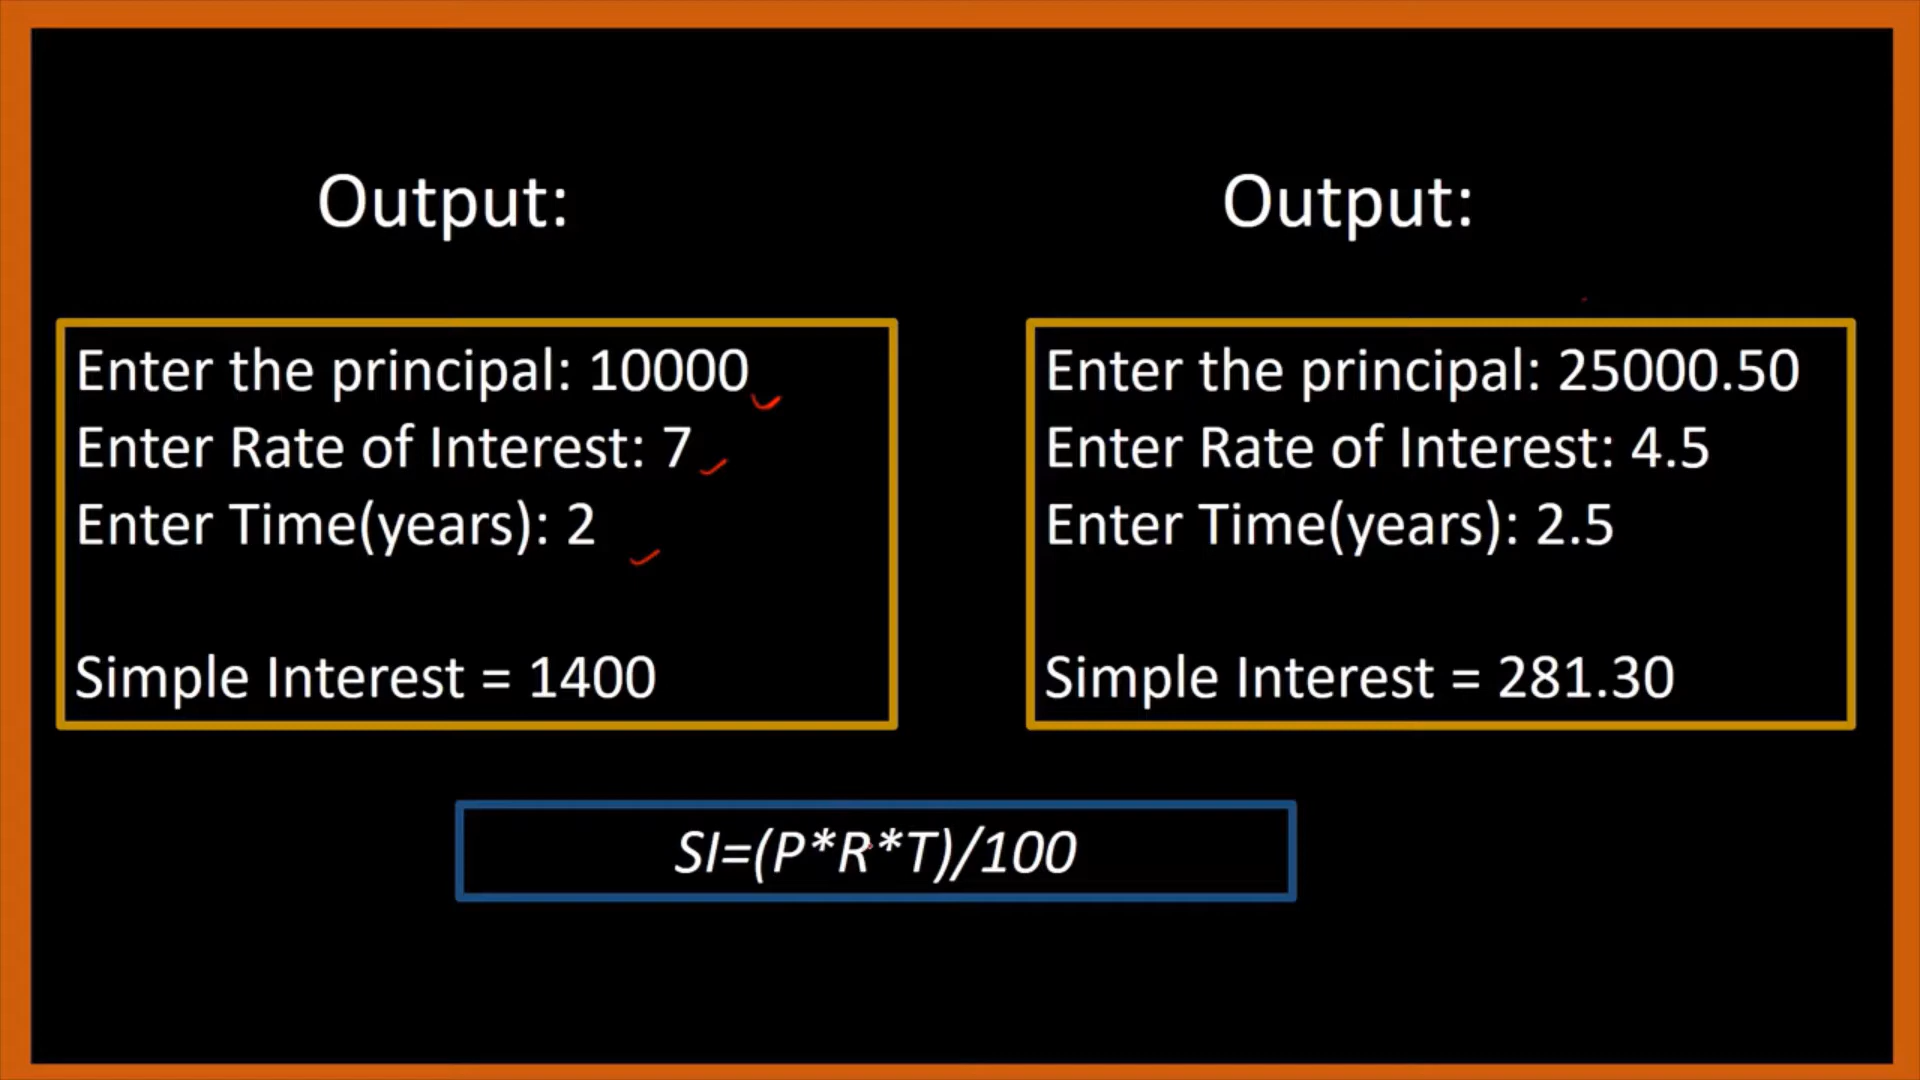 Output:
Enter the principal: 10000
Enter Rate of Interest: 7
Enter Time(years): 2
Simple Interest = 1400
Output:
Enter the principal: 25000.50
Enter Rate of Interest: 4.5
Enter Time(years): 2.5
Simple Interest = 281.30
SI=(P*R*T)/100